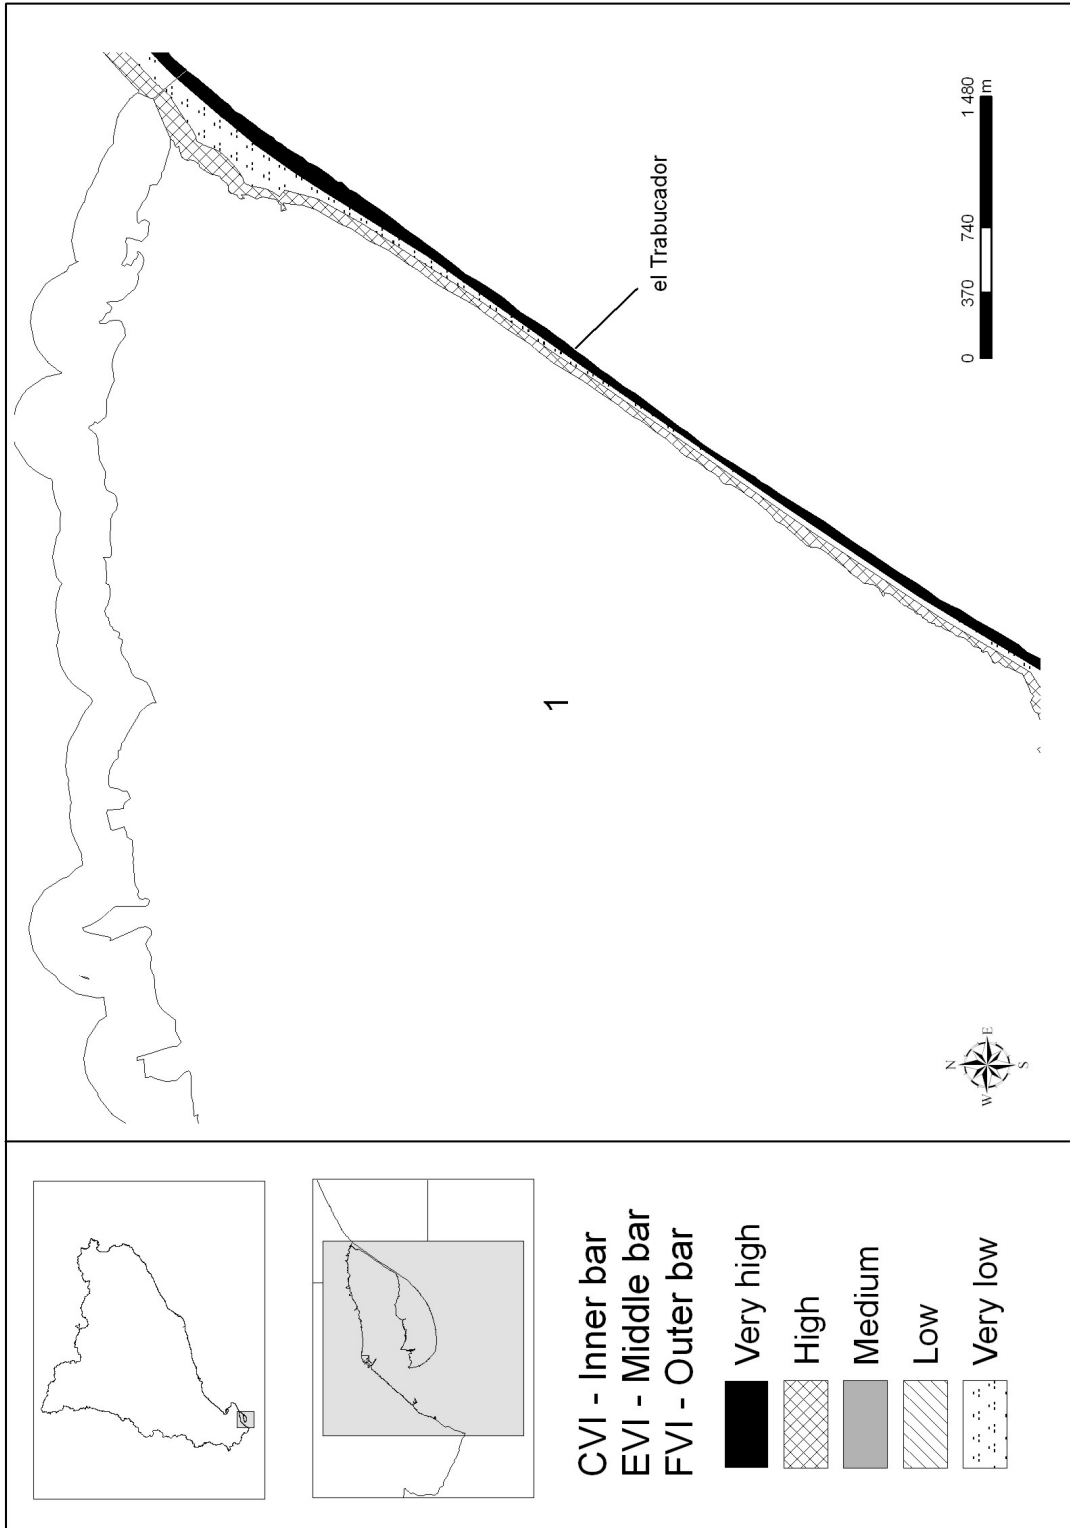 el Trabucador
1
0 370 740 1 480
m
N
W E
S
CVI - Inner bar
EVI - Middle bar
FVI - Outer bar
Very high
High
Medium
Low
Very low